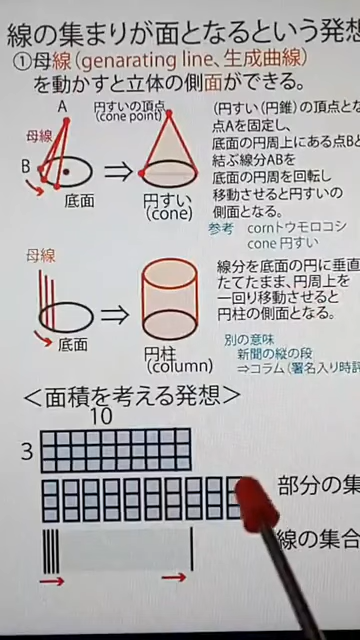 線の集まりが面となるという発想
①母線(genarating line、生成曲線)
を動かすと立体の側面ができる。
A
円すいの頂点
(cone point)
母線
B
底面
円すい
(cone)
(円すい(円錐)の頂点とな
点Aを固定し、
底面の円周上にある点Bと
結ぶ線分ABを
底面の円周を回転し
移動させると円すいの
側面となる。
参考 cornトウモロコシ
cone 円すい
母線
底面
円柱
(column)
線分を底面の円に垂直
たてたまま、円周上を
一回り移動させると
円柱の側面となる。
別の意味
新聞の縦の段
⇒コラム(署名入り時評
＜面積を考える発想＞
10
3
部分の集
線の集合